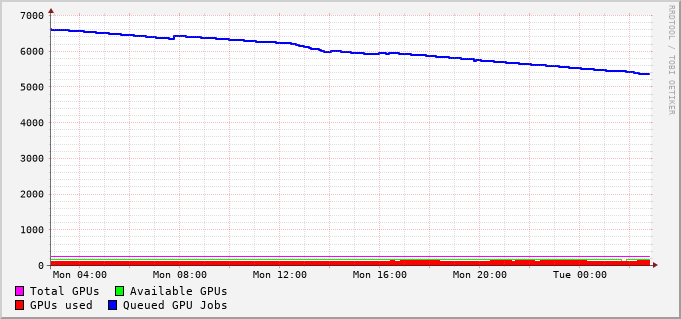 7000
6000
5000
4000
3000
2000
1000
0
Mon 04:00 Mon 08:00 Mon 12:00 Mon 16:00 Mon 20:00 Tue 00:00
Total GPUs Available GPUs
GPUs used Queued GPU Jobs
RRDTOOL / TOBI OETIKER